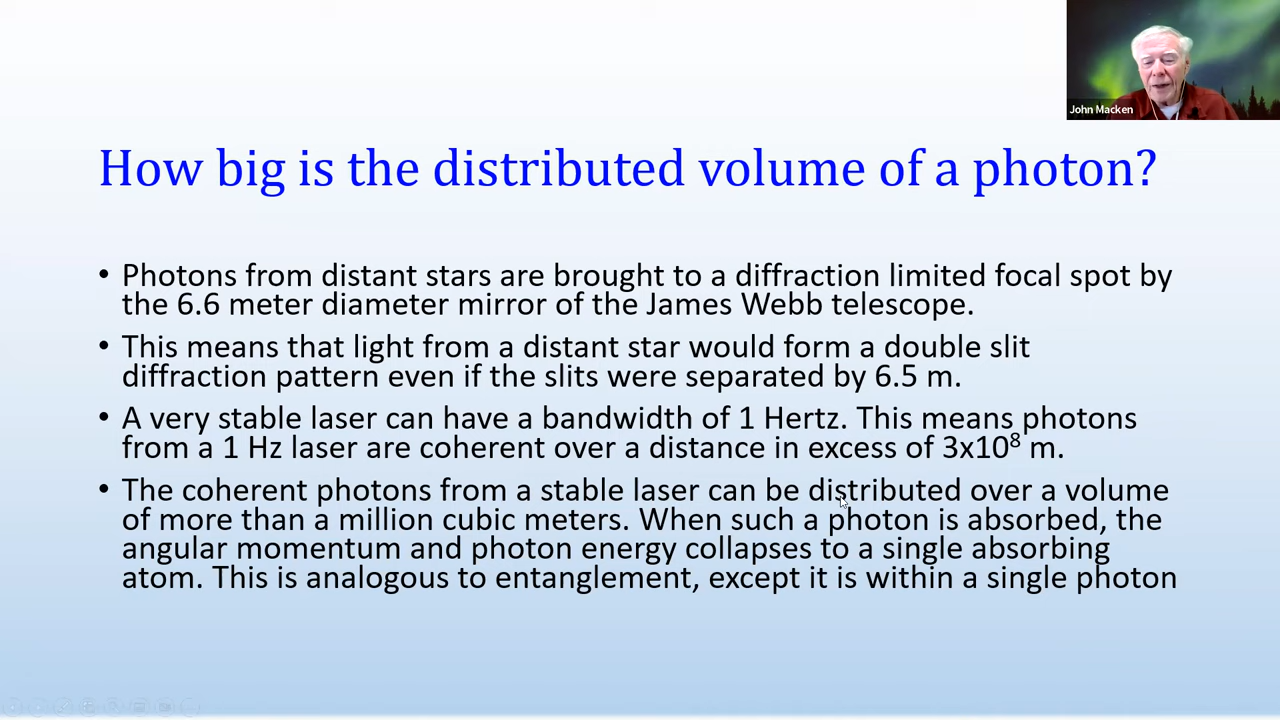 John Macken
How big is the distributed volume of a photon?
• Photons from distant stars are brought to a diffraction limited focal spot by
the 6.6 meter diameter mirror of the James Webb telescope.
• This means that light from a distant star would form a double slit
diffraction pattern even if the slits were separated by 6.5 m.
• A very stable laser can have a bandwidth of 1 Hertz. This means photons
from a 1 Hz laser are coherent over a distance in excess of 3x10⁸ m.
• The coherent photons from a stable laser can be distributed over a volume
of more than a million cubic meters. When such a photon is absorbed, the
angular momentum and photon energy collapses to a single absorbing
atom. This is analogous to entanglement, except it is within a single photon